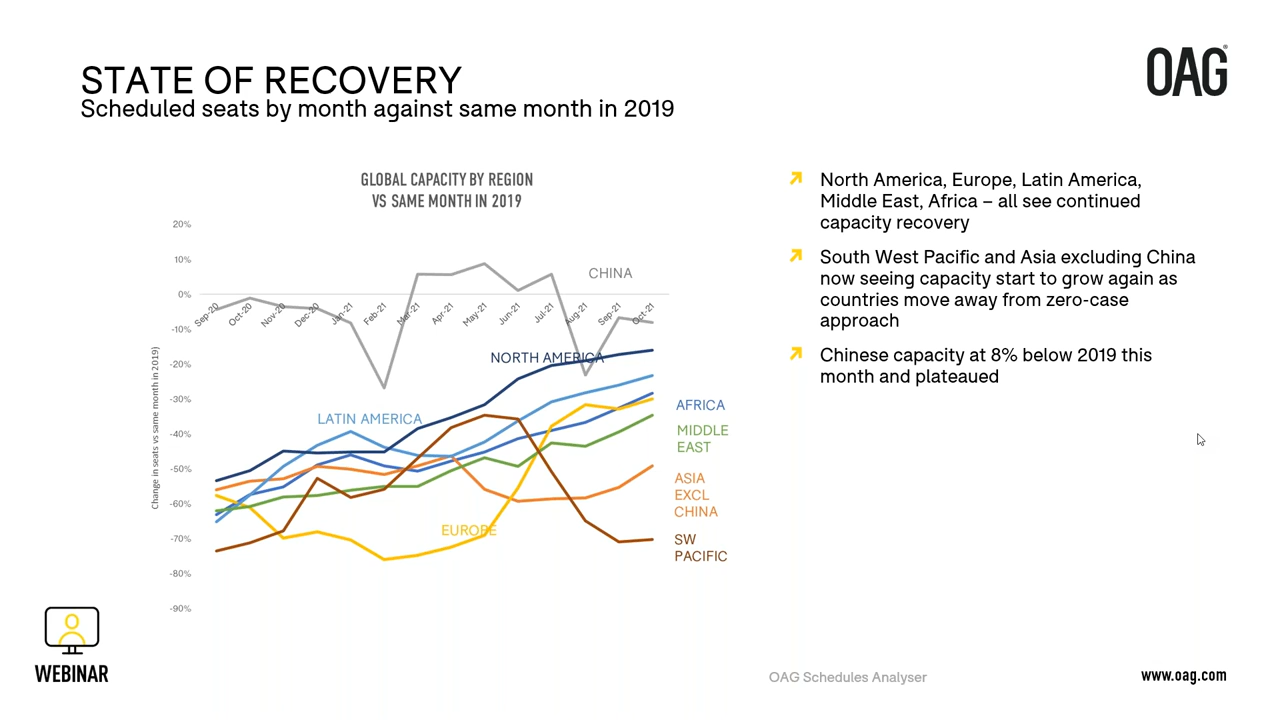 STATE OF RECOVERY
Scheduled seats by month against same month in 2019
OAG
GLOBAL CAPACITY BY REGION
VS SAME MONTH IN 2019
Change in seats vs same month in 2019)
20%
10%
0%
-10%
-20%
-30%
-40%
-50%
-60%
-70%
-80%
-90%
Sep-20
Oct-20
Nov-20
Dec-20
Jan-21
Feb-21
Mar-21
Apr-21
May-21
Jun-21
Jul-21
Aug-21
Sep-21
Oct-21
CHINA
NORTH AMERICA
LATIN AMERICA
EUROPE
AFRICA
MIDDLE
EAST
ASIA
EXCL
CHINA
SW
PACIFIC
North America, Europe, Latin America,
Middle East, Africa – all see continued
capacity recovery
South West Pacific and Asia excluding China
now seeing capacity start to grow again as
countries move away from zero-case
approach
Chinese capacity at 8% below 2019 this
month and plateaued
WEBINAR
OAG Schedules Analyser
www.oag.com